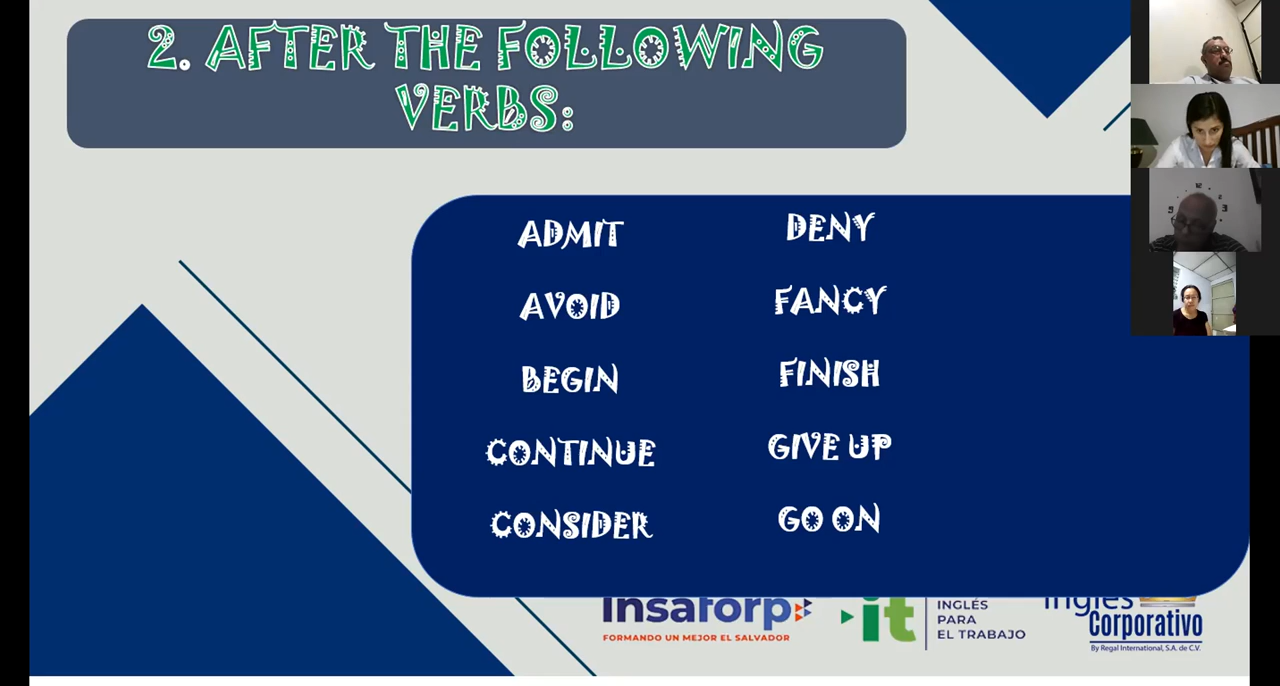 2. AFTER THE FOLLOWING
VERBS:
ADMIT
AVOID
BEGIN
CONTINUE
CONSIDER
DENY
FANCY
FINISH
GIVE UP
GO ON
Insaforp
FORMANDO UN MEJOR EL SALVADOR
it
INGLÉS
PARA
EL TRABAJO
Inglés
Corporativo
By Regal International, S.A. de C.V.